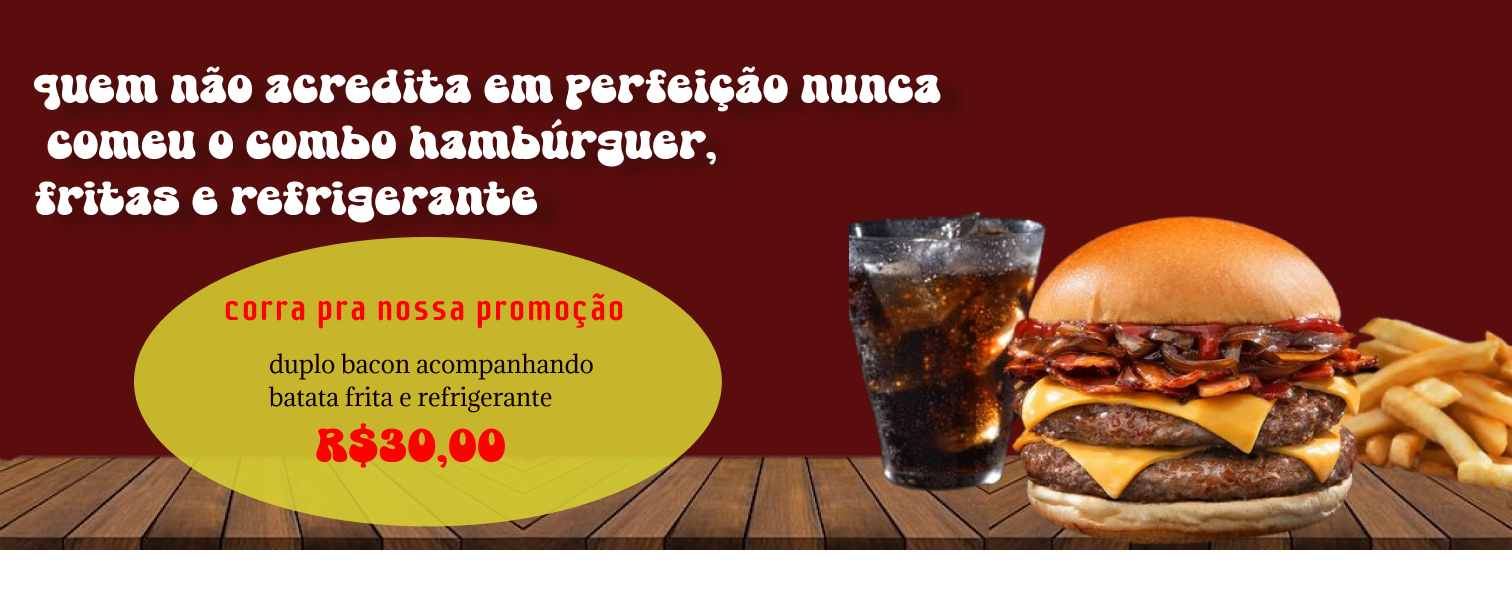 quem não acredita em perfeição nunca
comeu o combo hambúrguer,
fritas e refrigerante
corra pra nossa promoção
duplo bacon acompanhando
batata frita e refrigerante
R$30,00